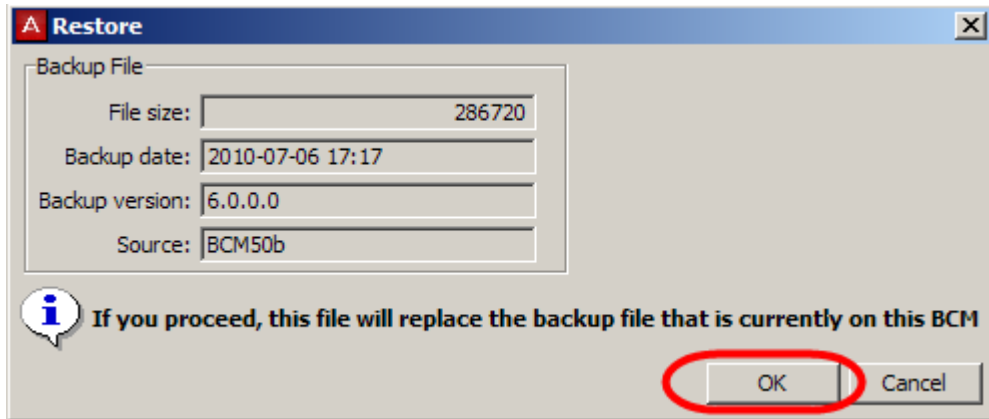 A Restore
Backup File
File size: 286720
Backup date: 2010-07-06 17:17
Backup version: 6.0.0.0
Source: BCM50b
If you proceed, this file will replace the backup file that is currently on this BCM
OK Cancel